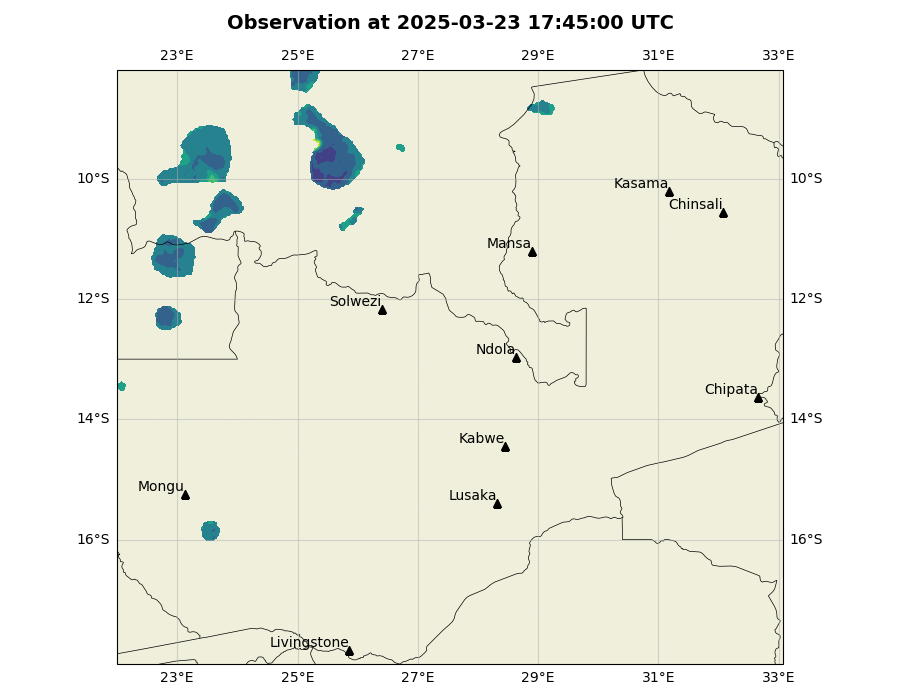 Observation at 2025-03-23 17:45:00 UTC
23°E 25°E 27°E 29°E 31°E 33°E
10°S 10°S
Kasama
Chinsali
Mansa
12°S 12°S
Solwezi
Ndola
Chipata
14°S 14°S
Kabwe
Mongu
Lusaka
16°S 16°S
Livingstone
23°E 25°E 27°E 29°E 31°E 33°E